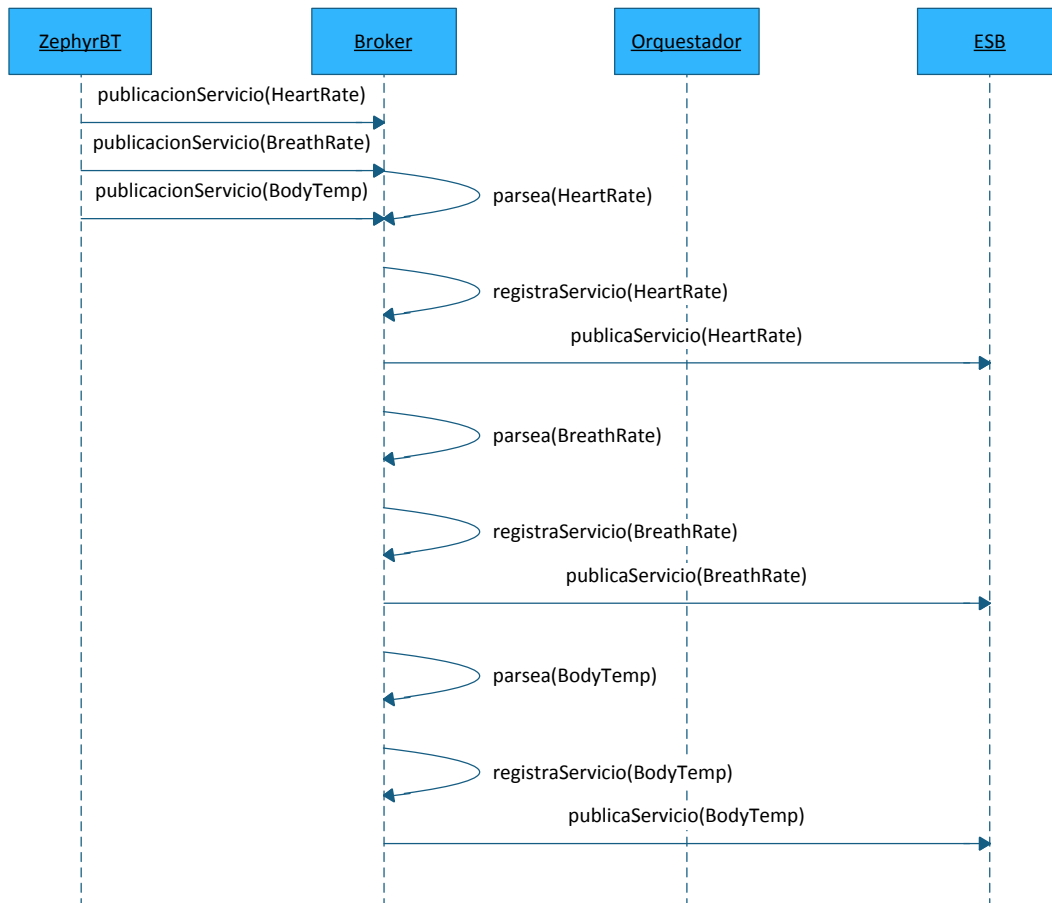 ZephyrBT
Broker
Orquestador
ESB
publicacionServicio(HeartRate)
publicacionServicio(BreathRate)
publicacionServicio(BodyTemp)
parsea(HeartRate)
registraServicio(HeartRate)
publicaServicio(HeartRate)
parsea(BreathRate)
registraServicio(BreathRate)
publicaServicio(BreathRate)
parsea(BodyTemp)
registraServicio(BodyTemp)
publicaServicio(BodyTemp)